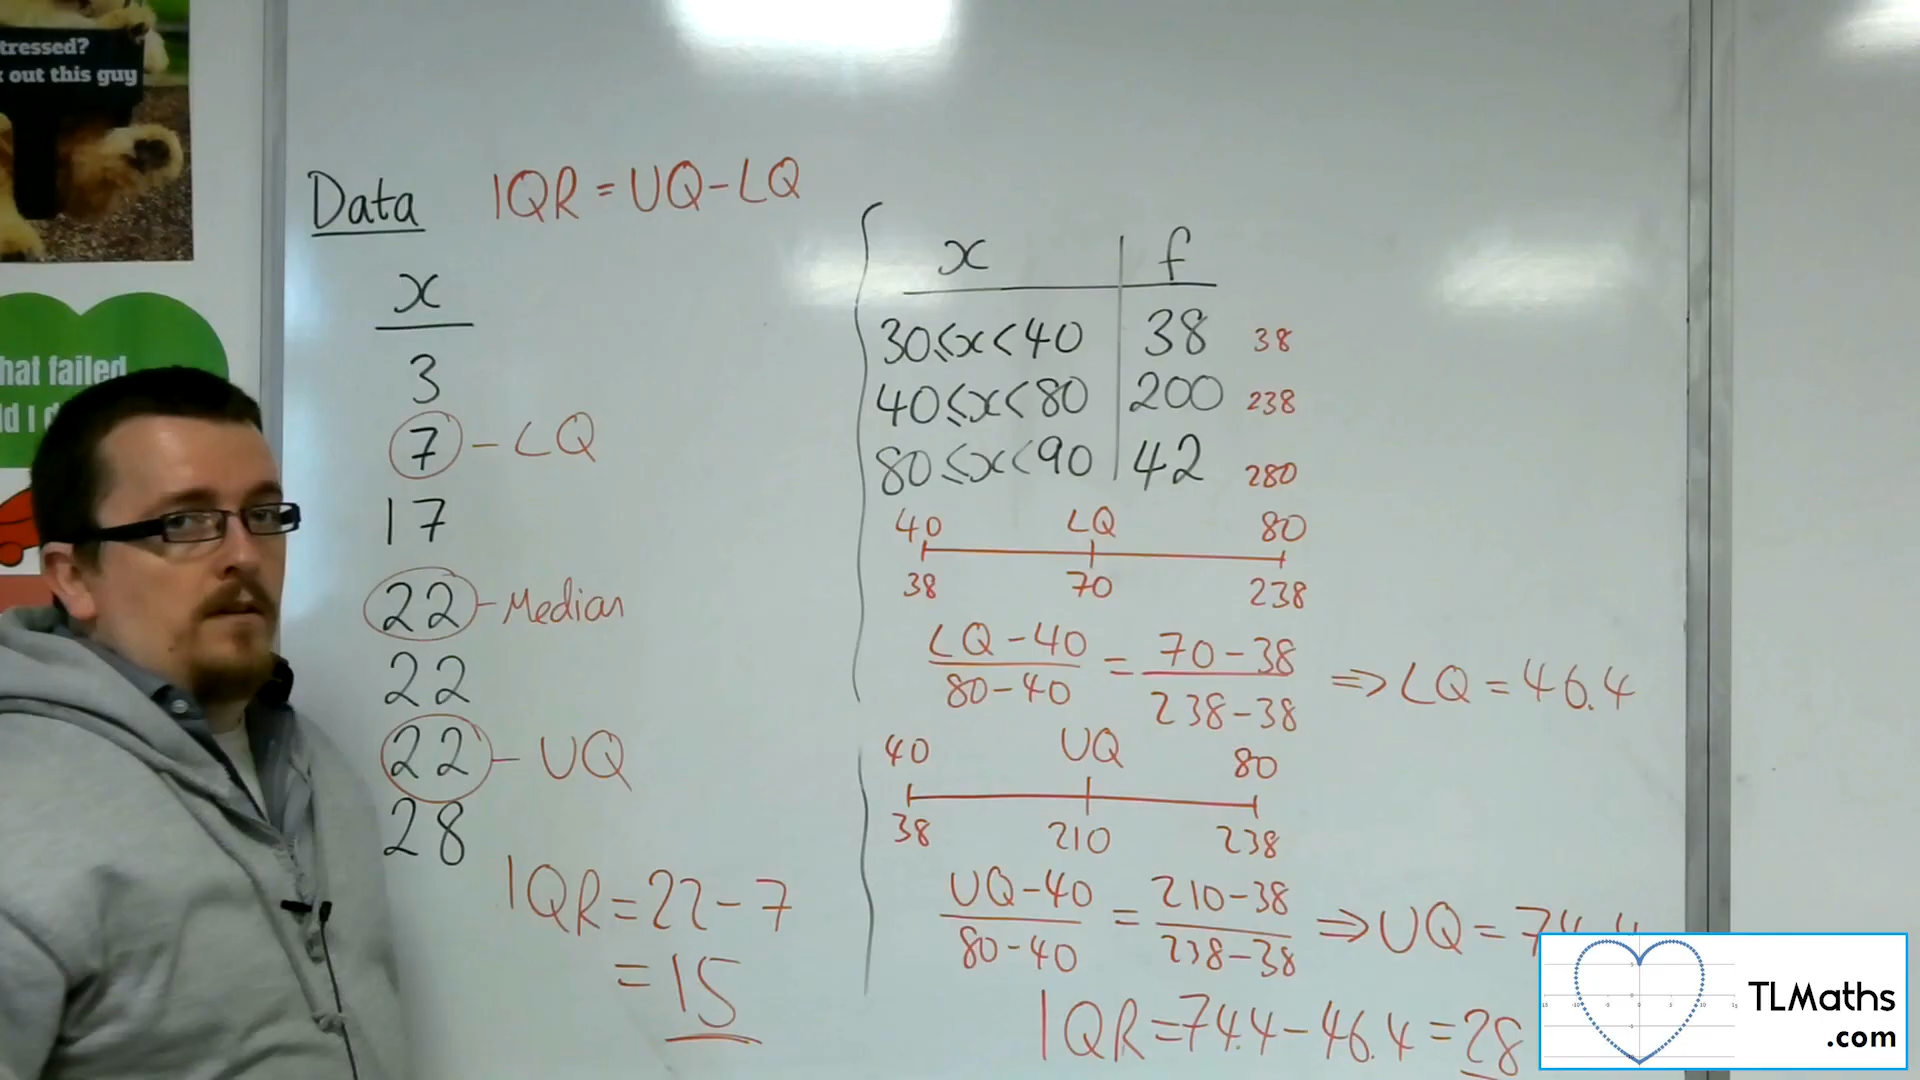 tressed?
out this guy
hat failed
Data IQR = UQ - LQ
x
3
7 - LQ
17
22 - Median
22
22 - UQ
28
IQR = 22 - 7
= 15
x f
30 ≤ x < 40 38 38
40 ≤ x < 80 200 238
80 ≤ x < 90 42 280
40 LQ 80
38 70 238
LQ - 40 / 80 - 40 = 70 - 38 / 238 - 38 ⇒ LQ = 46.4
40 UQ 80
38 210 238
UQ - 40 / 80 - 40 = 210 - 38 / 238 - 38 ⇒ UQ = 74.4
IQR = 74.4 - 46.4 = 28
TLMaths
.com